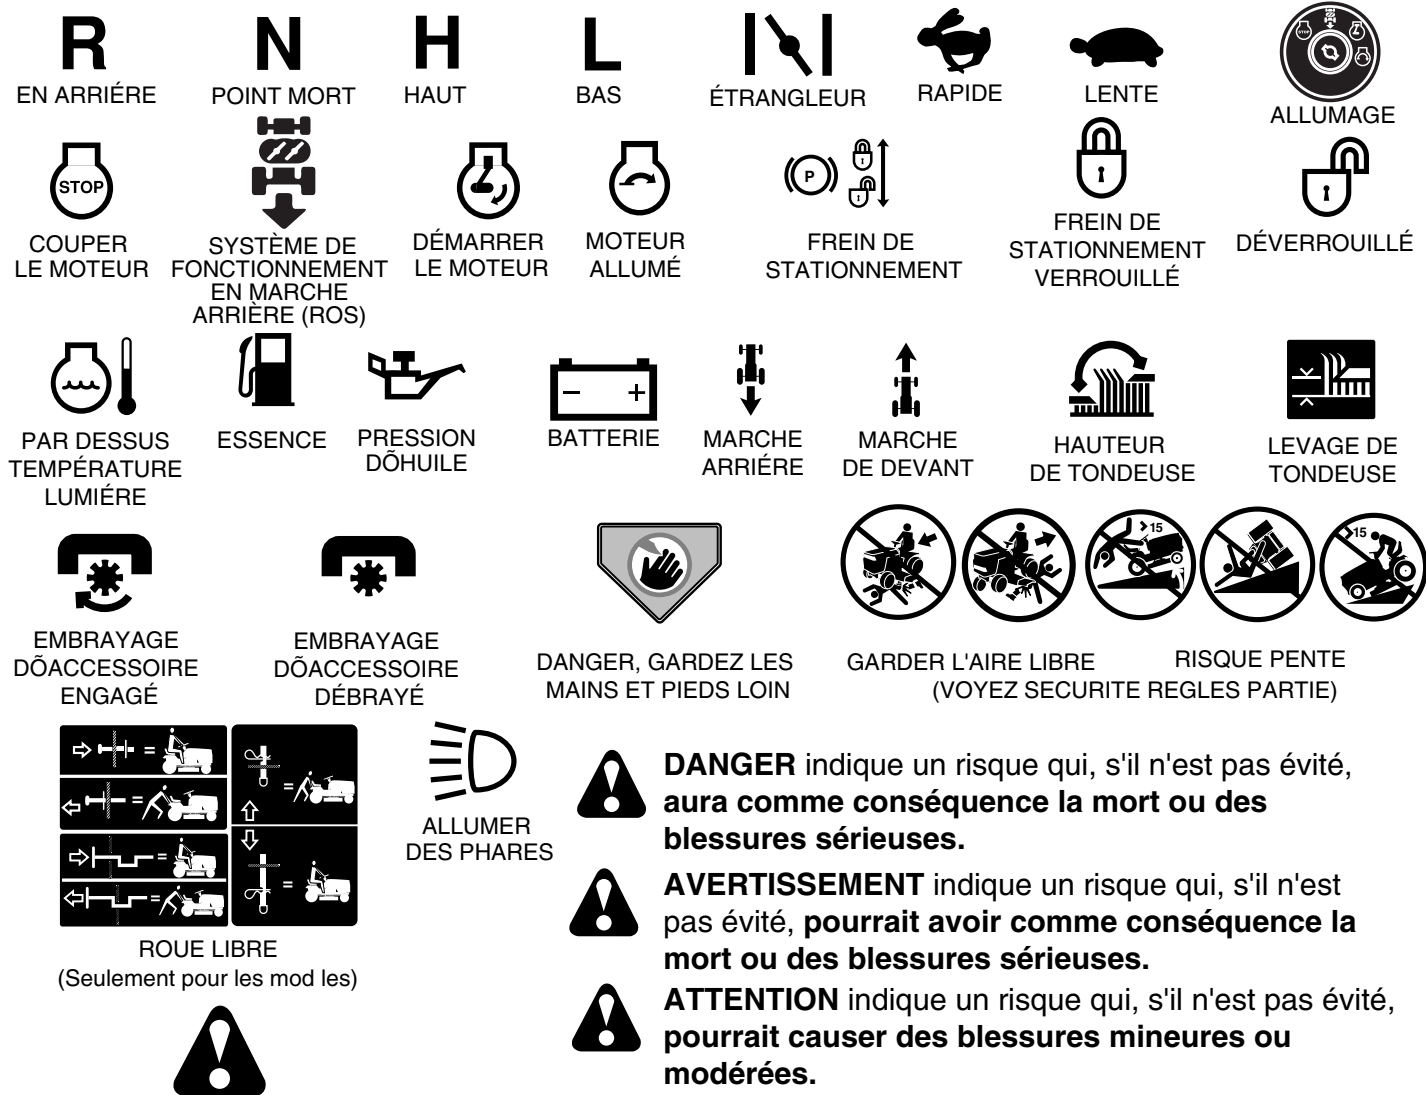 R
EN ARRIÉRE
N
POINT MORT
H
HAUT
L
BAS
ÉTRANGLEUR
RAPIDE
LENTE
STOP
ALLUMAGE
STOP
COUPER
LE MOTEUR
SYSTÈME DE
FONCTIONNEMENT
EN MARCHE
ARRIÈRE (ROS)
DÉMARRER
LE MOTEUR
MOTEUR
ALLUMÉ
P
FREIN DE
STATIONNEMENT
FREIN DE
STATIONNEMENT
VERROUILLÉ
DÉVERROUILLÉ
PAR DESSUS
TEMPÉRATURE
LUMIÉRE
ESSENCE
PRESSION
DÕHUILE
– +
BATTERIE
MARCHE
ARRIÉRE
MARCHE
DE DEVANT
HAUTEUR
DE TONDEUSE
LEVAGE DE
TONDEUSE
EMBRAYAGE
DÕACCESSOIRE
ENGAGÉ
EMBRAYAGE
DÕACCESSOIRE
DÉBRAYÉ
DANGER, GARDEZ LES
MAINS ET PIEDS LOIN
>15
>15
GARDER L'AIRE LIBRE
RISQUE PENTE
(VOYEZ SECURITE REGLES PARTIE)
=
=
=
=
=
=
ROUE LIBRE
(Seulement pour les mod les)
ALLUMER
DES PHARES
DANGER indique un risque qui, s'il n'est pas évité,
aura comme conséquence la mort ou des
blessures sérieuses.
AVERTISSEMENT indique un risque qui, s'il n'est
pas évité, pourrait avoir comme conséquence la
mort ou des blessures sérieuses.
ATTENTION indique un risque qui, s'il n'est pas évité,
pourrait causer des blessures mineures ou
modérées.